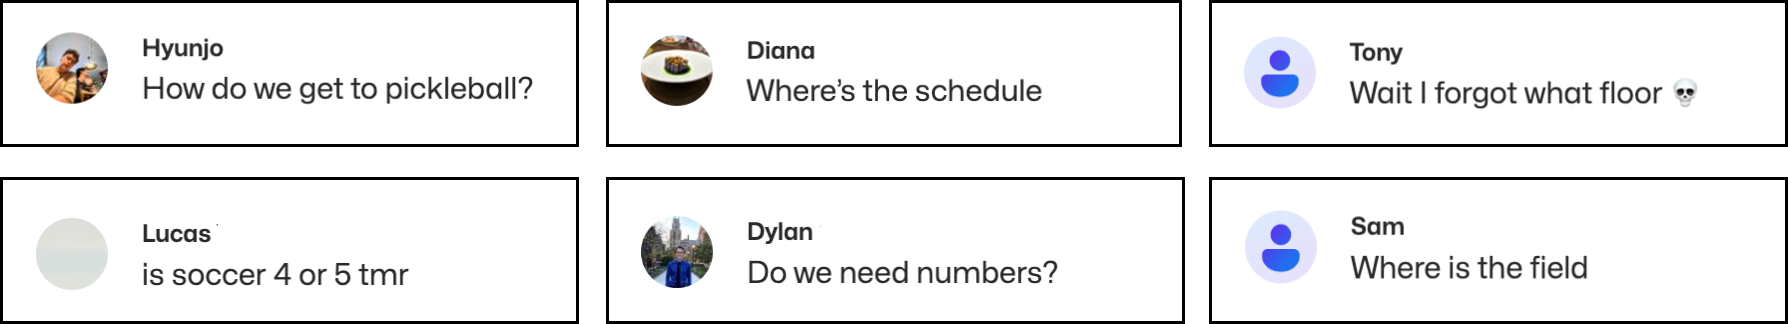 Hyunjo
How do we get to pickleball?
Diana
Where's the schedule
Tony
Wait I forgot what floor 💀
Lucas
is soccer 4 or 5 tmr
Dylan
Do we need numbers?
Sam
Where is the field